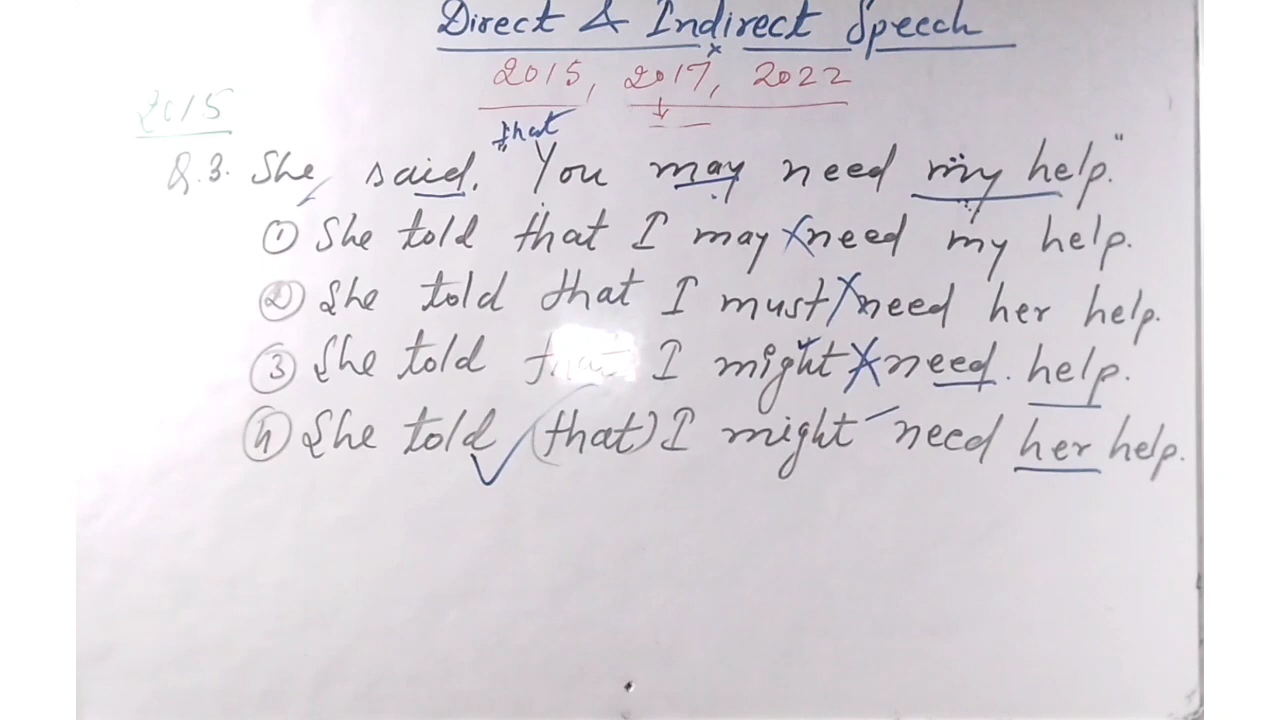 Direct & Indirect Speech
2015, 2017, 2022
2015
that
Q.3. She said, "You may need my help."
① She told that I may need my help.
② She told that I must need her help.
③ She told that I might need help.
④ She told (that) I might need her help.